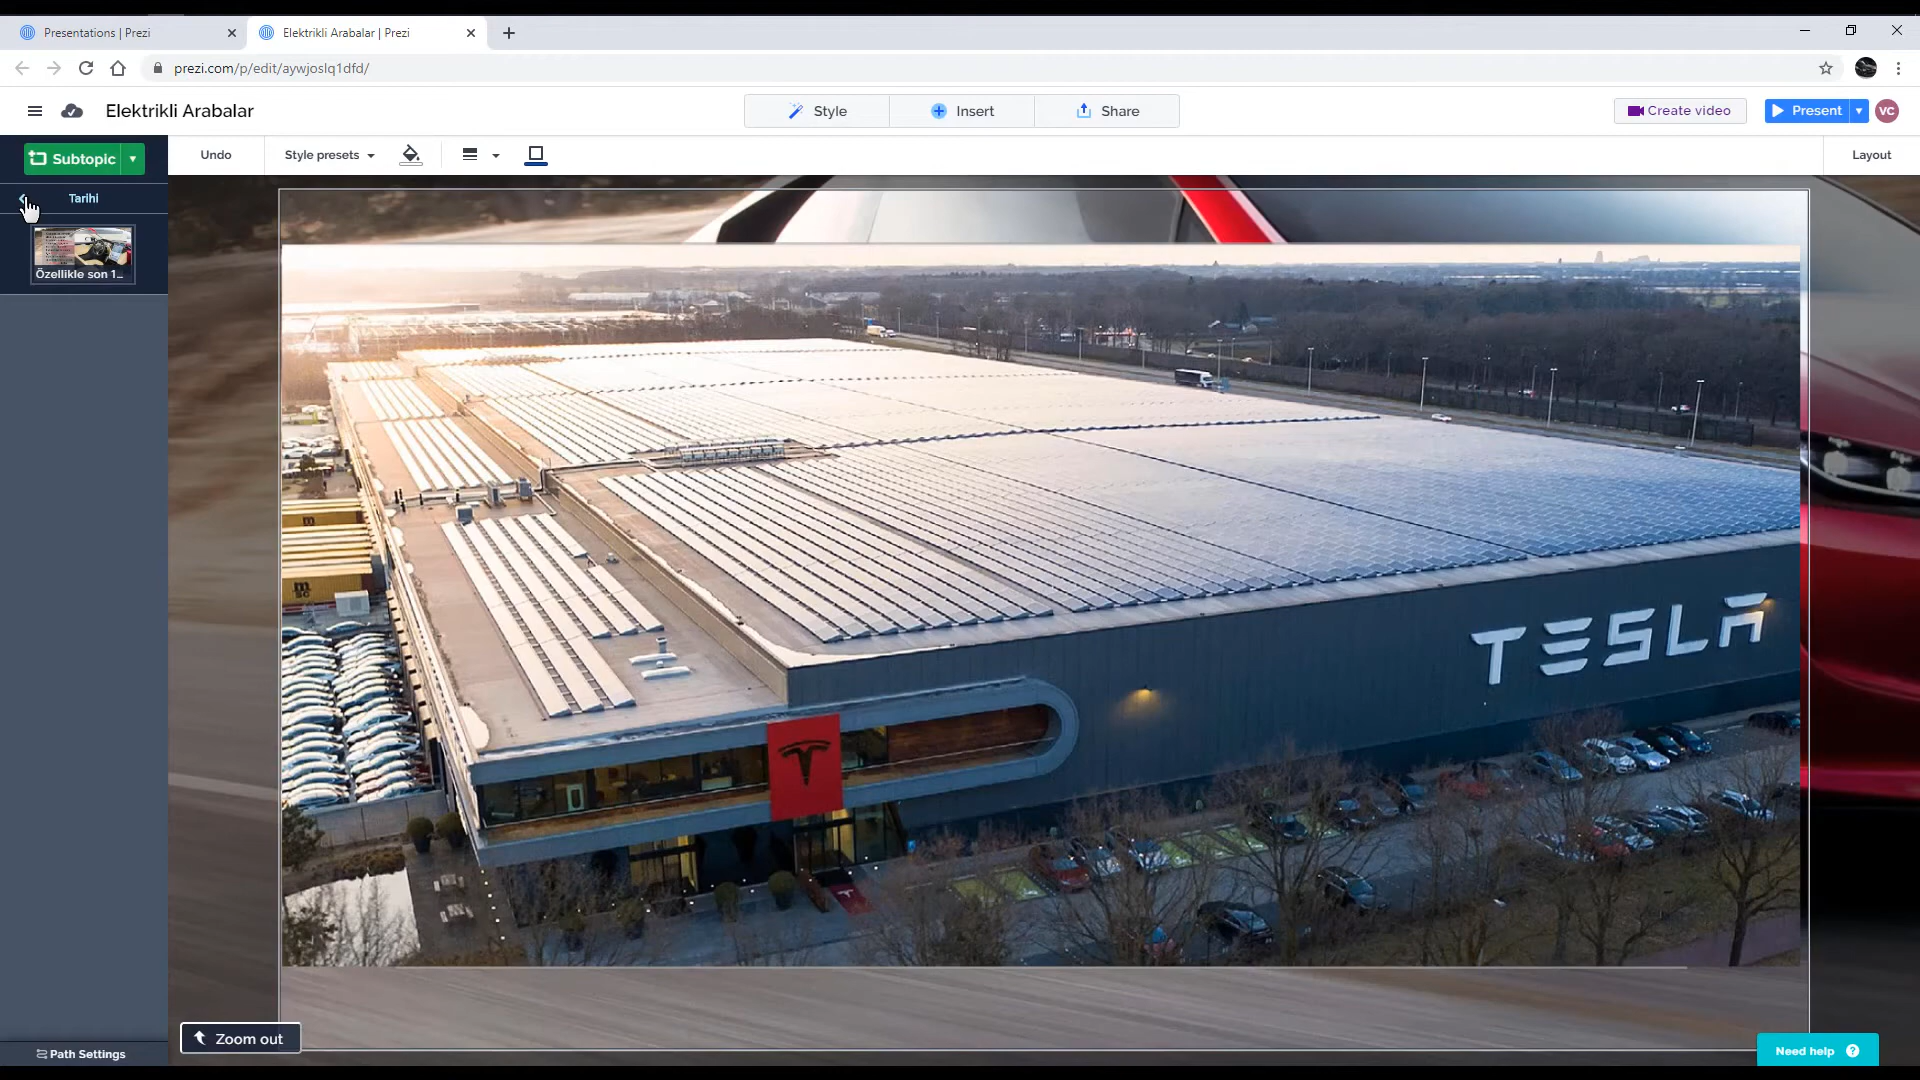 Presentations | Prezi
Elektrikli Arabalar | Prezi
prezi.com/p/edit/aywjoslq1dfd/
Elektrikli Arabalar
Style
Insert
Share
Create video
Present
VC
Subtopic
Undo
Style presets
Layout
Tarihi
Özellikle son 1...
TESLA
m
m
sc
Zoom out
Path Settings
Need help ?